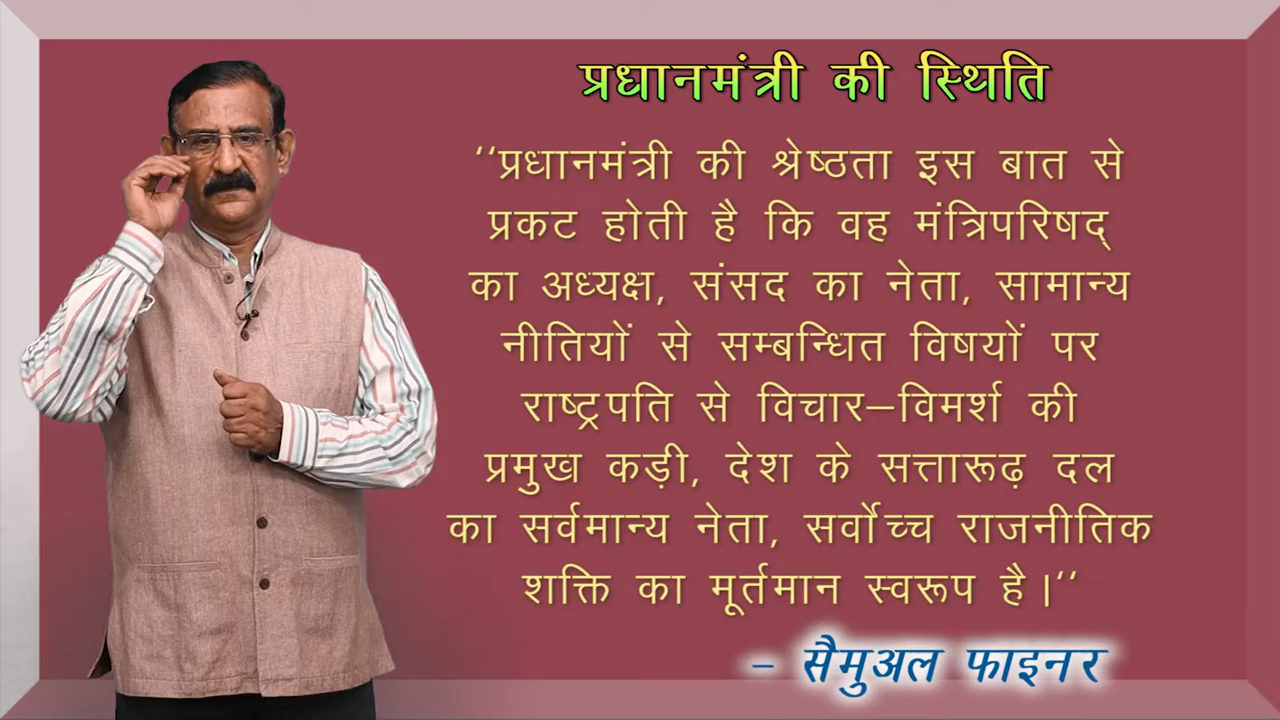 प्रधानमंत्री की स्थिति
‘‘प्रधानमंत्री की श्रेष्ठता इस बात से
प्रकट होती है कि वह मंत्रिपरिषद्
का अध्यक्ष, संसद का नेता, सामान्य
नीतियों से सम्बन्धित विषयों पर
राष्ट्रपति से विचार–विमर्श की
प्रमुख कड़ी, देश के सत्तारूढ़ दल
का सर्वमान्य नेता, सर्वोच्च राजनीतिक
शक्ति का मूर्तमान स्वरूप है।‘‘
– सैमुअल फाइनर